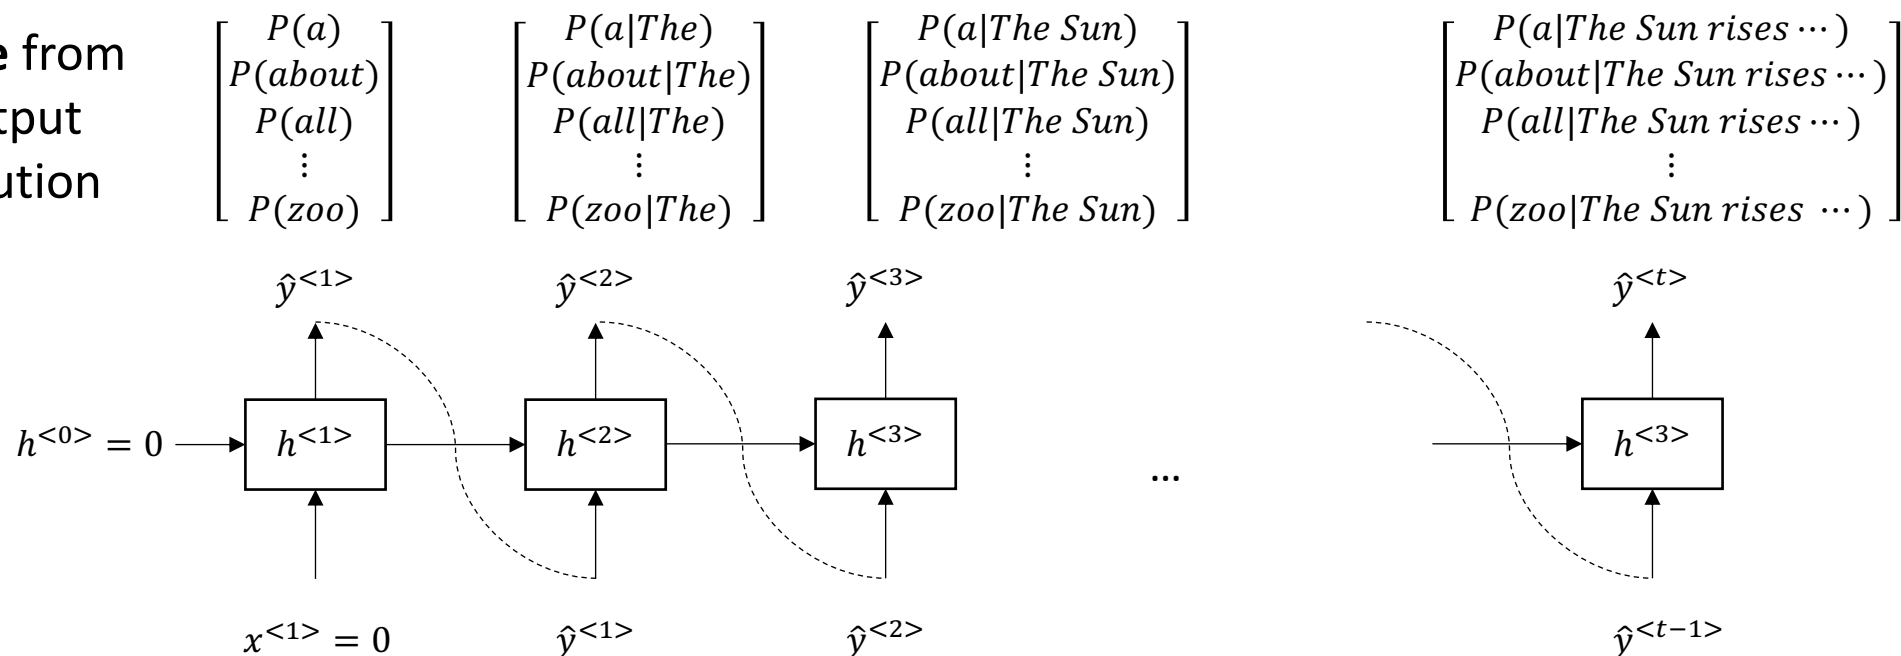 e from
tput
ution
P(a)
P(about)
P(all)
⋮
P(zoo)
P(a|The)
P(about|The)
P(all|The)
⋮
P(zoo|The)
P(a|The Sun)
P(about|The Sun)
P(all|The Sun)
⋮
P(zoo|The Sun)
P(a|The Sun rises ⋯)
P(about|The Sun rises ⋯)
P(all|The Sun rises ⋯)
⋮
P(zoo|The Sun rises ⋯)
ŷ<1> ŷ<2> ŷ<3> ŷ<t>
h<0> = 0 h<1> h<2> h<3> ... h<3>
x<1> = 0 ŷ<1> ŷ<2> ŷ<t−1>